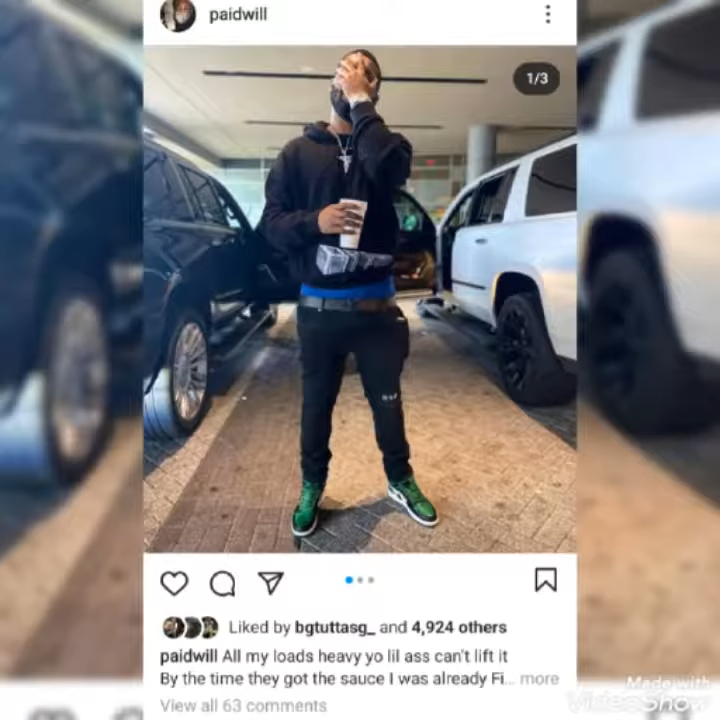 paidwill
1/3
Liked by bgtuttasg_ and 4,924 others
paidwill All my loads heavy yo lil ass can't lift it
By the time they got the sauce I was already Fi... more
View all 63 comments
Made with
VideoShow